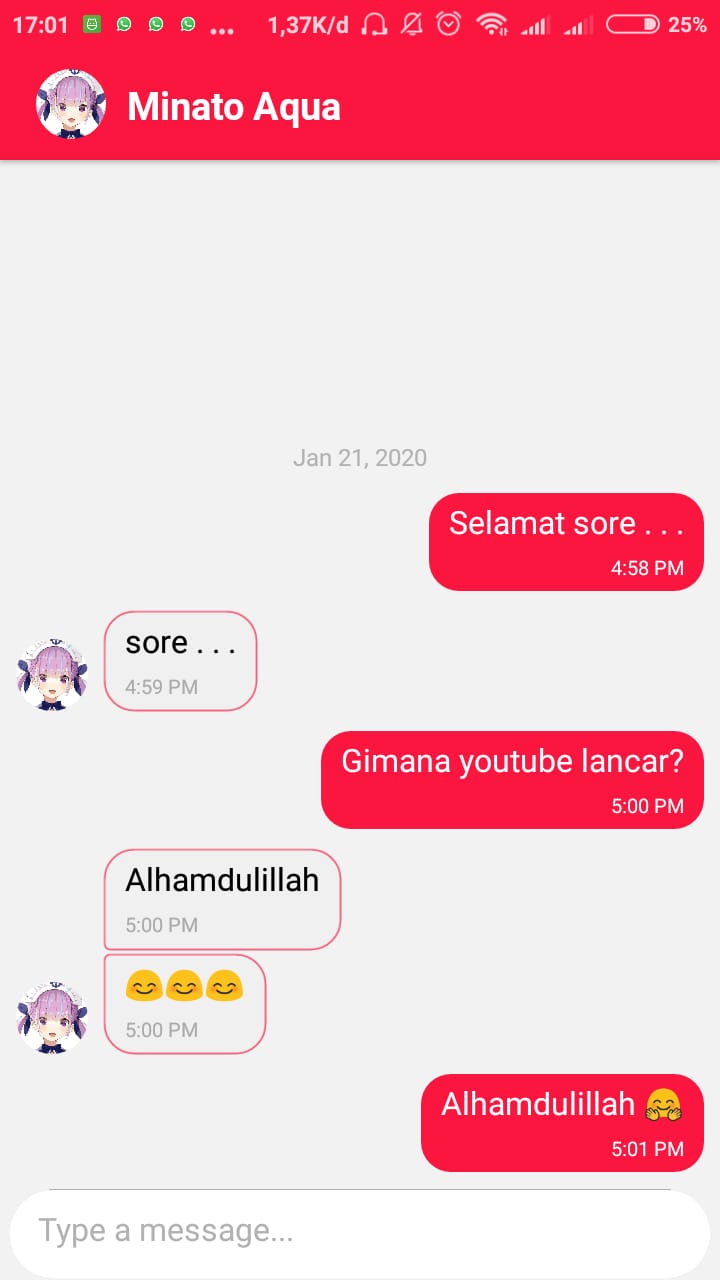 17:01 ... 1,37K/d 25%
Minato Aqua
Jan 21, 2020
Selamat sore . . .
4:58 PM
sore . . .
4:59 PM
Gimana youtube lancar?
5:00 PM
Alhamdulillah
5:00 PM
😊😊😊
5:00 PM
Alhamdulillah 🤗
5:01 PM
Type a message...